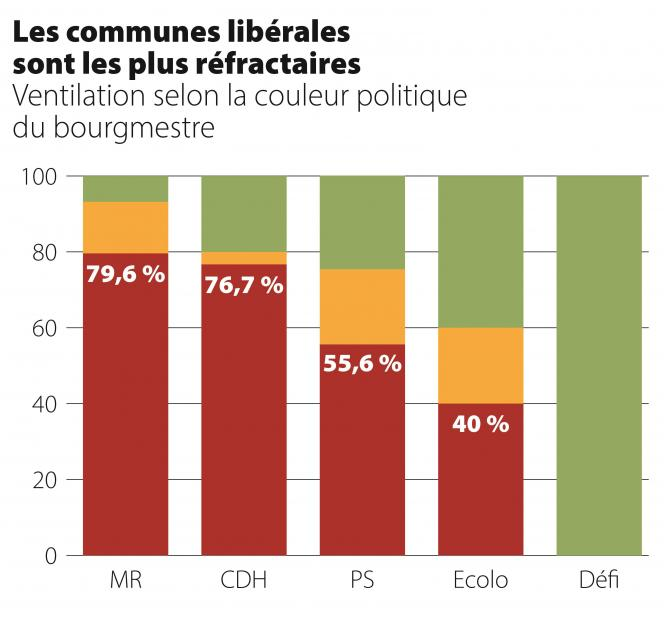 Les communes libérales
sont les plus réfractaires
Ventilation selon la couleur politique
du bourgmestre
100
80
60
40
20
0
79,6 %
76,7 %
55,6 %
40 %
MR
CDH
PS
Ecolo
Défi